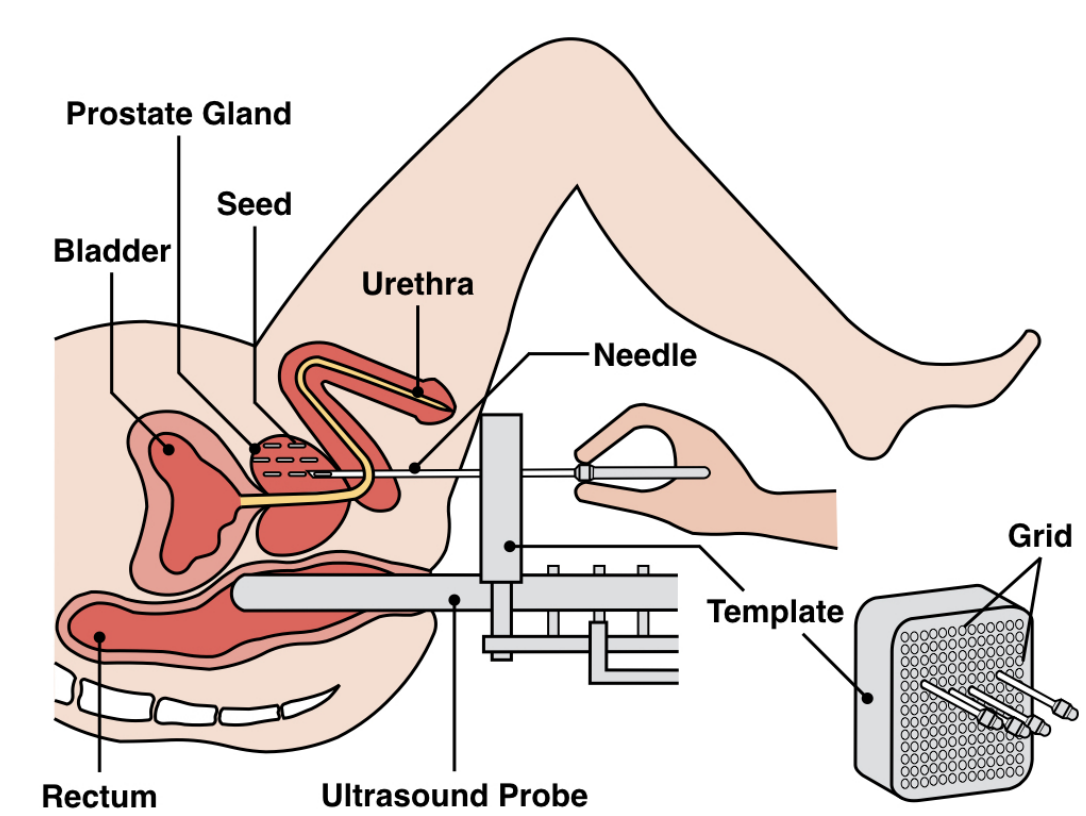 Prostate Gland
Seed
Bladder
Urethra
Needle
Grid
Template
Rectum
Ultrasound Probe